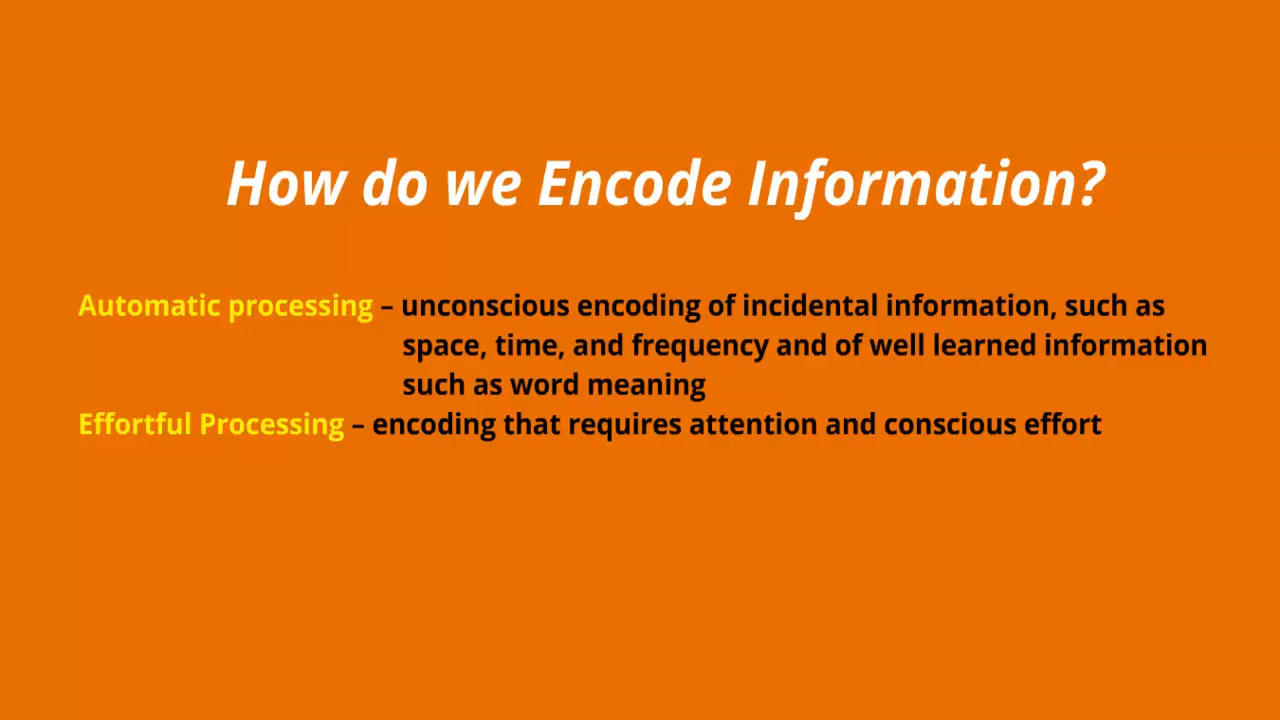 How do we Encode Information?
Automatic processing – unconscious encoding of incidental information, such as
space, time, and frequency and of well learned information
such as word meaning
Effortful Processing – encoding that requires attention and conscious effort